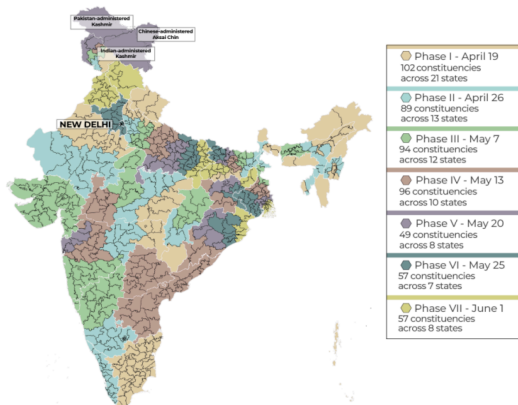 Pakistan-administered
Kashmir
Chinese-administered
Aksai Chin
Indian-administered
Kashmir
NEW DELHI
Phase I - April 19
102 constituencies
across 21 states
Phase II - April 26
89 constituencies
across 13 states
Phase III - May 7
94 constituencies
across 12 states
Phase IV - May 13
96 constituencies
across 10 states
Phase V - May 20
49 constituencies
across 8 states
Phase VI - May 25
57 constituencies
across 7 states
Phase VII - June 1
57 constituencies
across 8 states